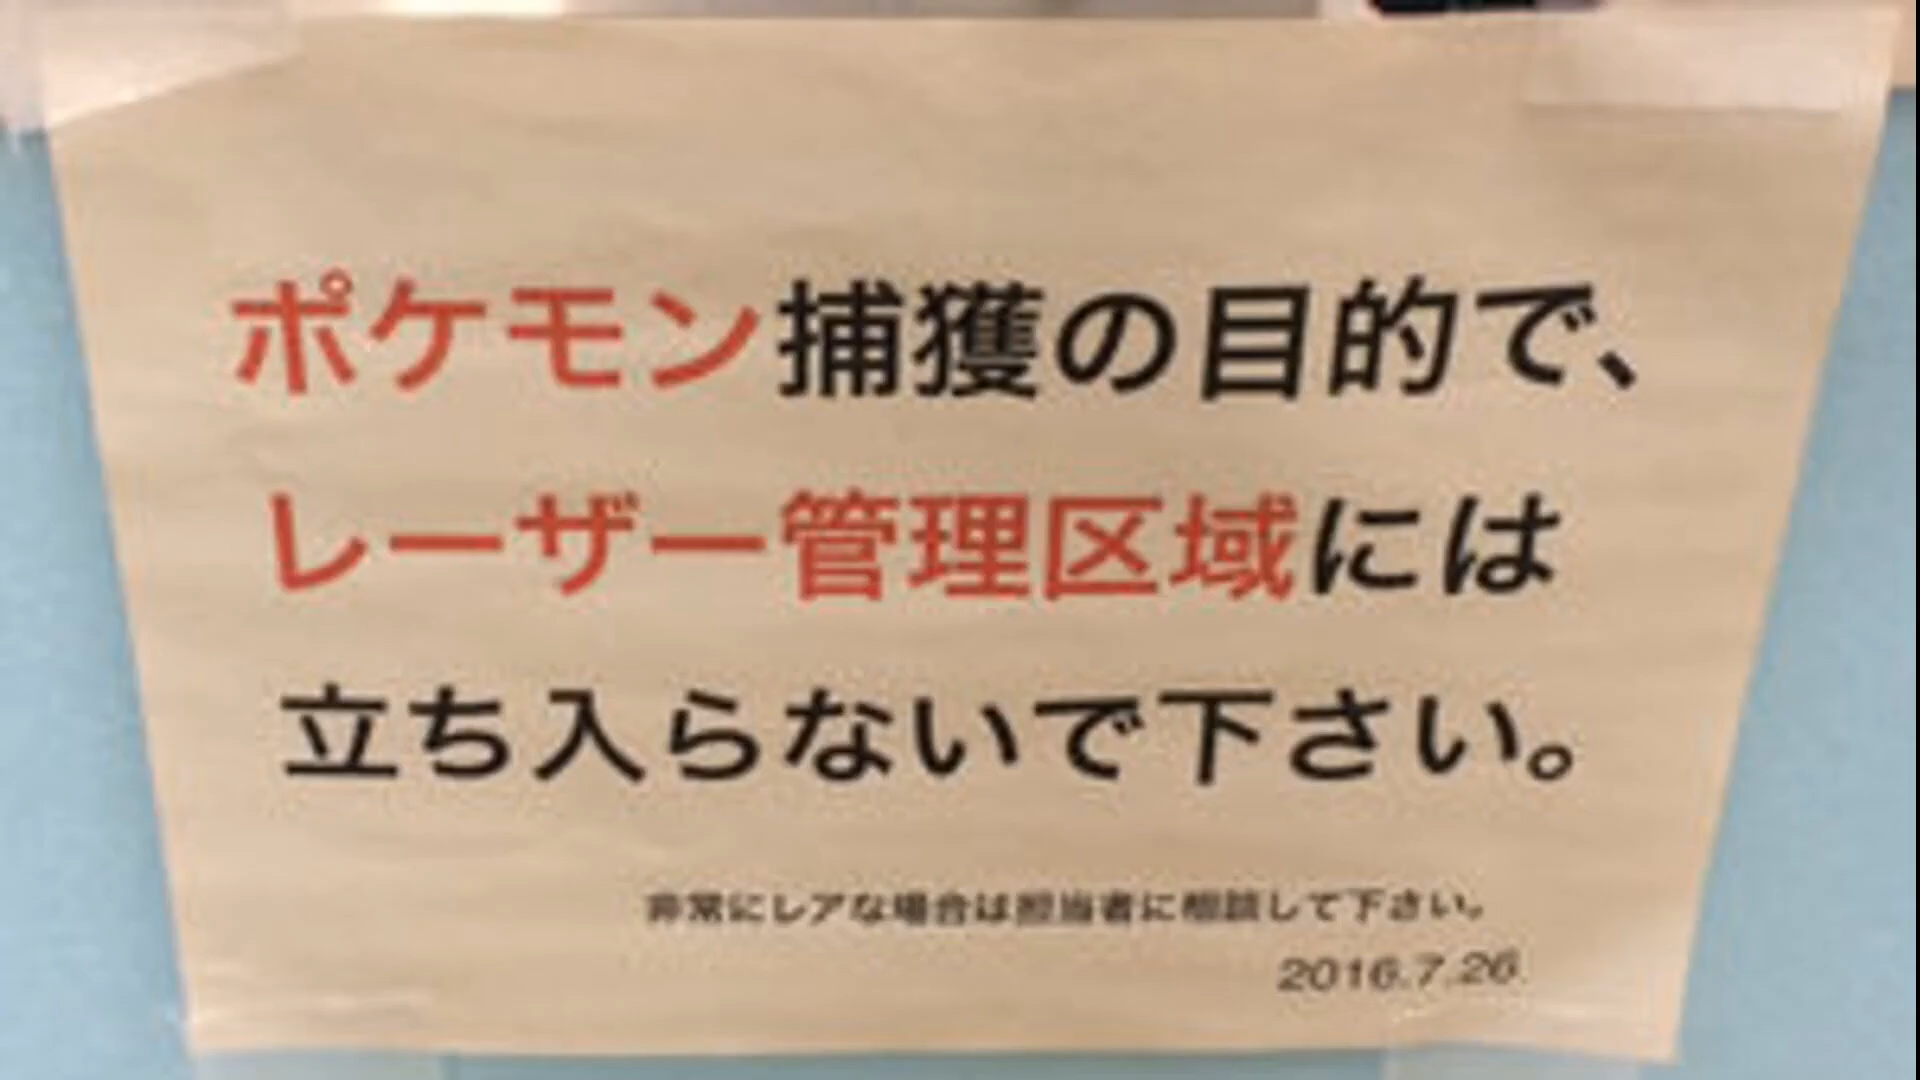 ポケモン捕獲の目的で、
レーザー管理区域には
立ち入らないで下さい。
非常にレアな場合は担当者に相談して下さい。
2016.7.26.